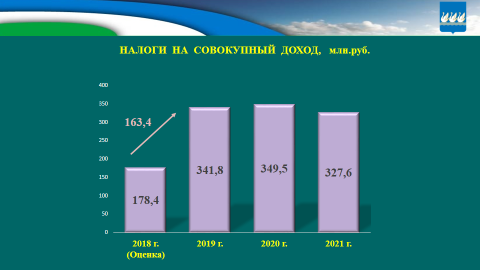 НАЛОГИ НА СОВОКУПНЫЙ ДОХОД, млн.руб.
400
350
300
250
200
150
100
50
0
163,4
178,4
341,8
349,5
327,6
2018 г.
(Оценка)
2019 г.
2020 г.
2021 г.